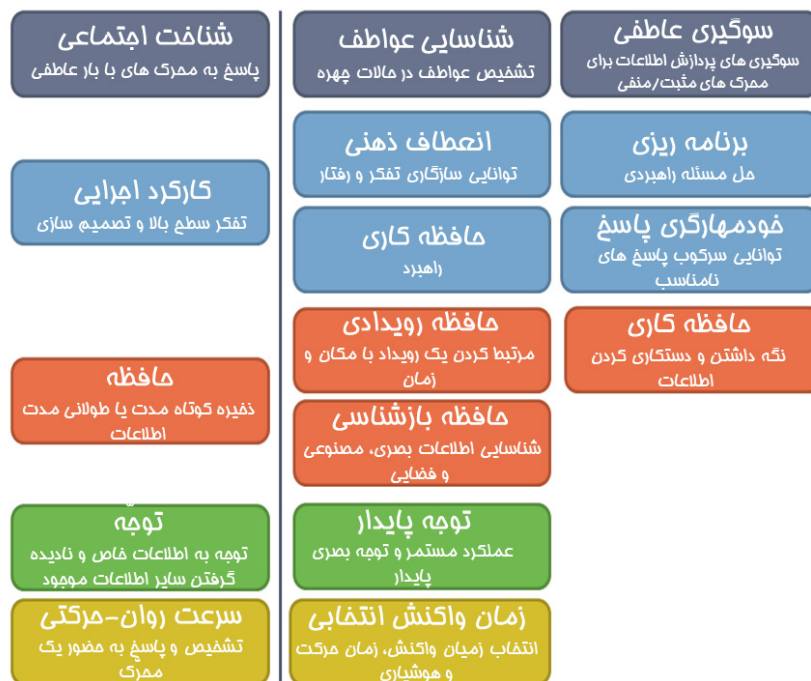 شناخت اجتماعی
پاسخ به محرک های با بار عاطفی
شناسایی عواطف
تشخیص عواطف در حالات چهره
سوگیری عاطفی
سوگیری های پردازش اطلاعات برای
محرک های مثبت/منفی
کارکرد اجرایی
تفکر سطح بالا و تصمیم سازی
انعطاف ذهنی
توانایی سازگاری تفکر و رفتار
برنامه ریزی
حل مسئله راهبردی
حافظه کاری
راهبرد
خودمهارگری پاسخ
توانایی سرکوب پاسخ های
نامناسب
حافظه
ذخیره کوتاه مدت یا طولانی مدت
اطلاعات
حافظه رویدادی
مرتبط کردن یک رویداد با مکان و
زمان
حافظه کاری
نگه داشتن و دستکاری کردن
اطلاعات
حافظه بازشناسی
شناسایی اطلاعات بصری، مصنوعی
و فضایی
توجّه
توجه به اطلاعات خاص و نادیده
گرفتن سایر اطلاعات موجود
توجه پایدار
عملکرد مستمر و توجه بصری
پایدار
سرعت روان-حرکتی
تشخیص و پاسخ به حضور یک
محرّک
زمان واکنش انتخابی
انتخاب زمیان واکنش، زمان حرکت
و هوشیاری